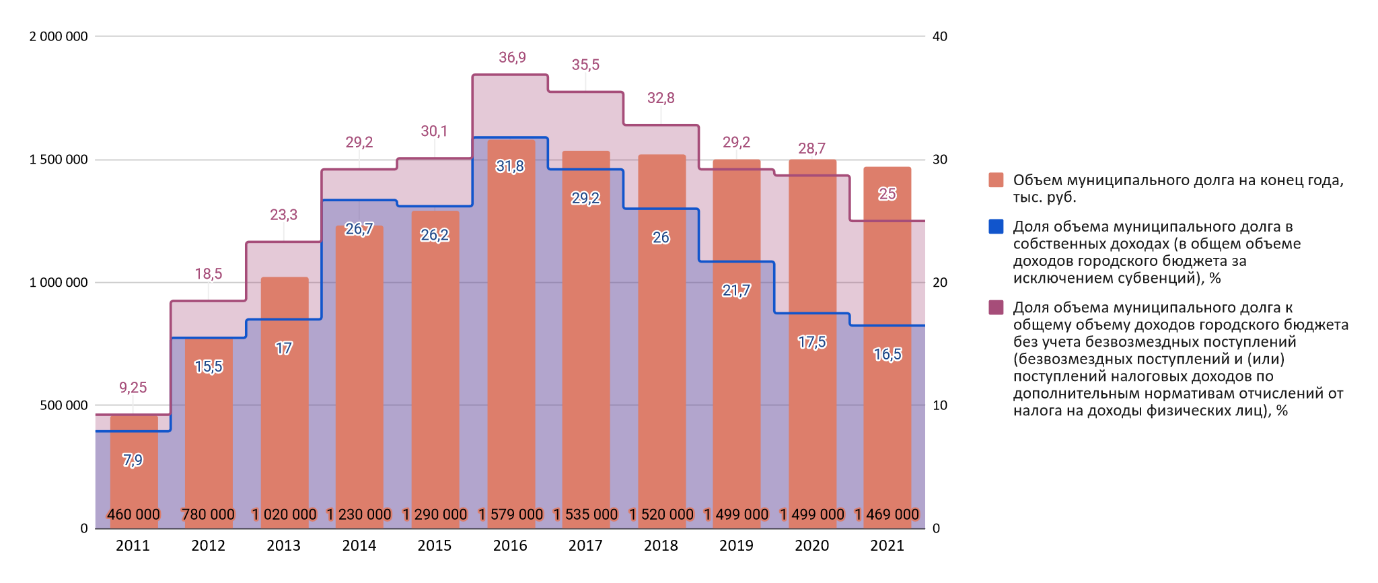 2 000 000
1 500 000
1 000 000
500 000
0
40
30
20
10
0
9,25
18,5
23,3
29,2
30,1
36,9
35,5
32,8
29,2
28,7
25
7,9
15,5
17
26,7
26,2
31,8
29,2
26
21,7
17,5
16,5
460 000
780 000
1 020 000
1 230 000
1 290 000
1 579 000
1 535 000
1 520 000
1 499 000
1 499 000
1 469 000
2011
2012
2013
2014
2015
2016
2017
2018
2019
2020
2021
Объем муниципального долга на конец года,
тыс. руб.
Доля объема муниципального долга в
собственных доходах (в общем объеме
доходов городского бюджета за
исключением субвенций), %
Доля объема муниципального долга к
общему объему доходов городского бюджета
без учета безвозмездных поступлений
(безвозмездных поступлений и (или)
поступлений налоговых доходов по
дополнительным нормативам отчислений от
налога на доходы физических лиц), %